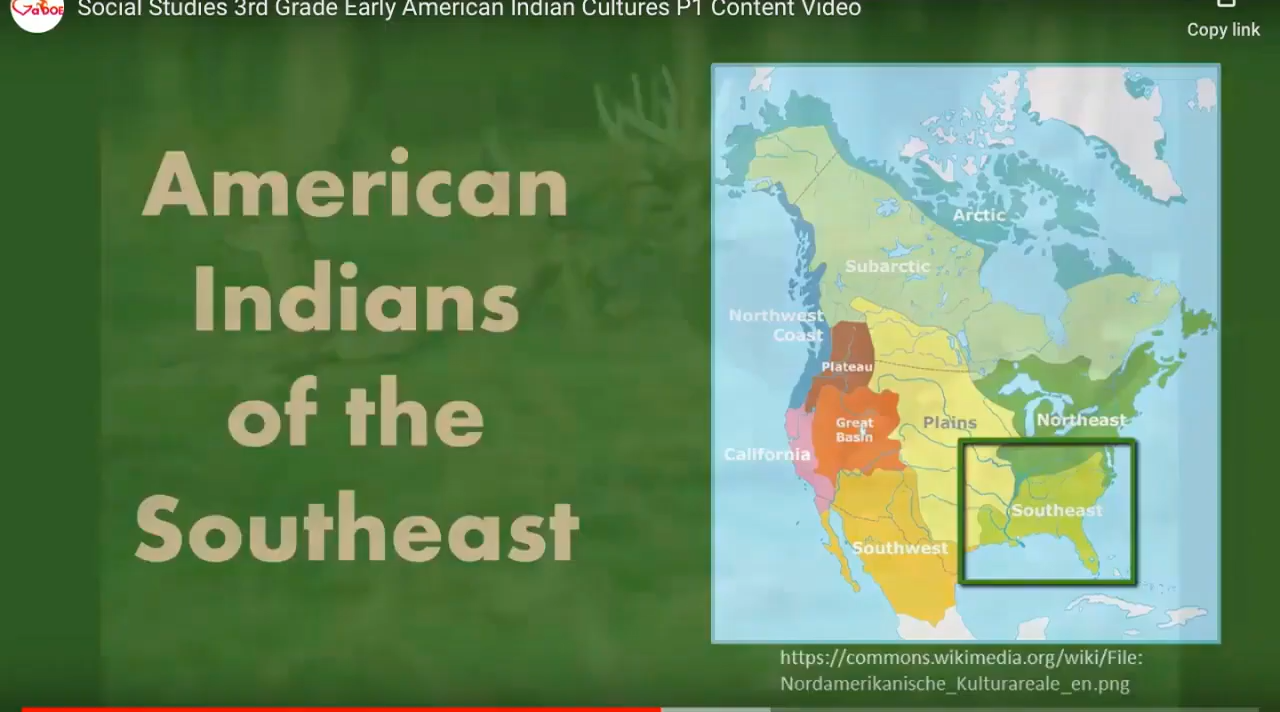 GaDOE
Social Studies 3rd Grade Early American Indian Cultures P1 Content Video
Copy link
American
Indians
of the
Southeast
Arctic
Subarctic
Northwest
Coast
Plateau
Great
Basin
Plains
Northeast
California
Southeast
Southwest
https://commons.wikimedia.org/wiki/File:
Nordamerikanische_Kulturareale_en.png